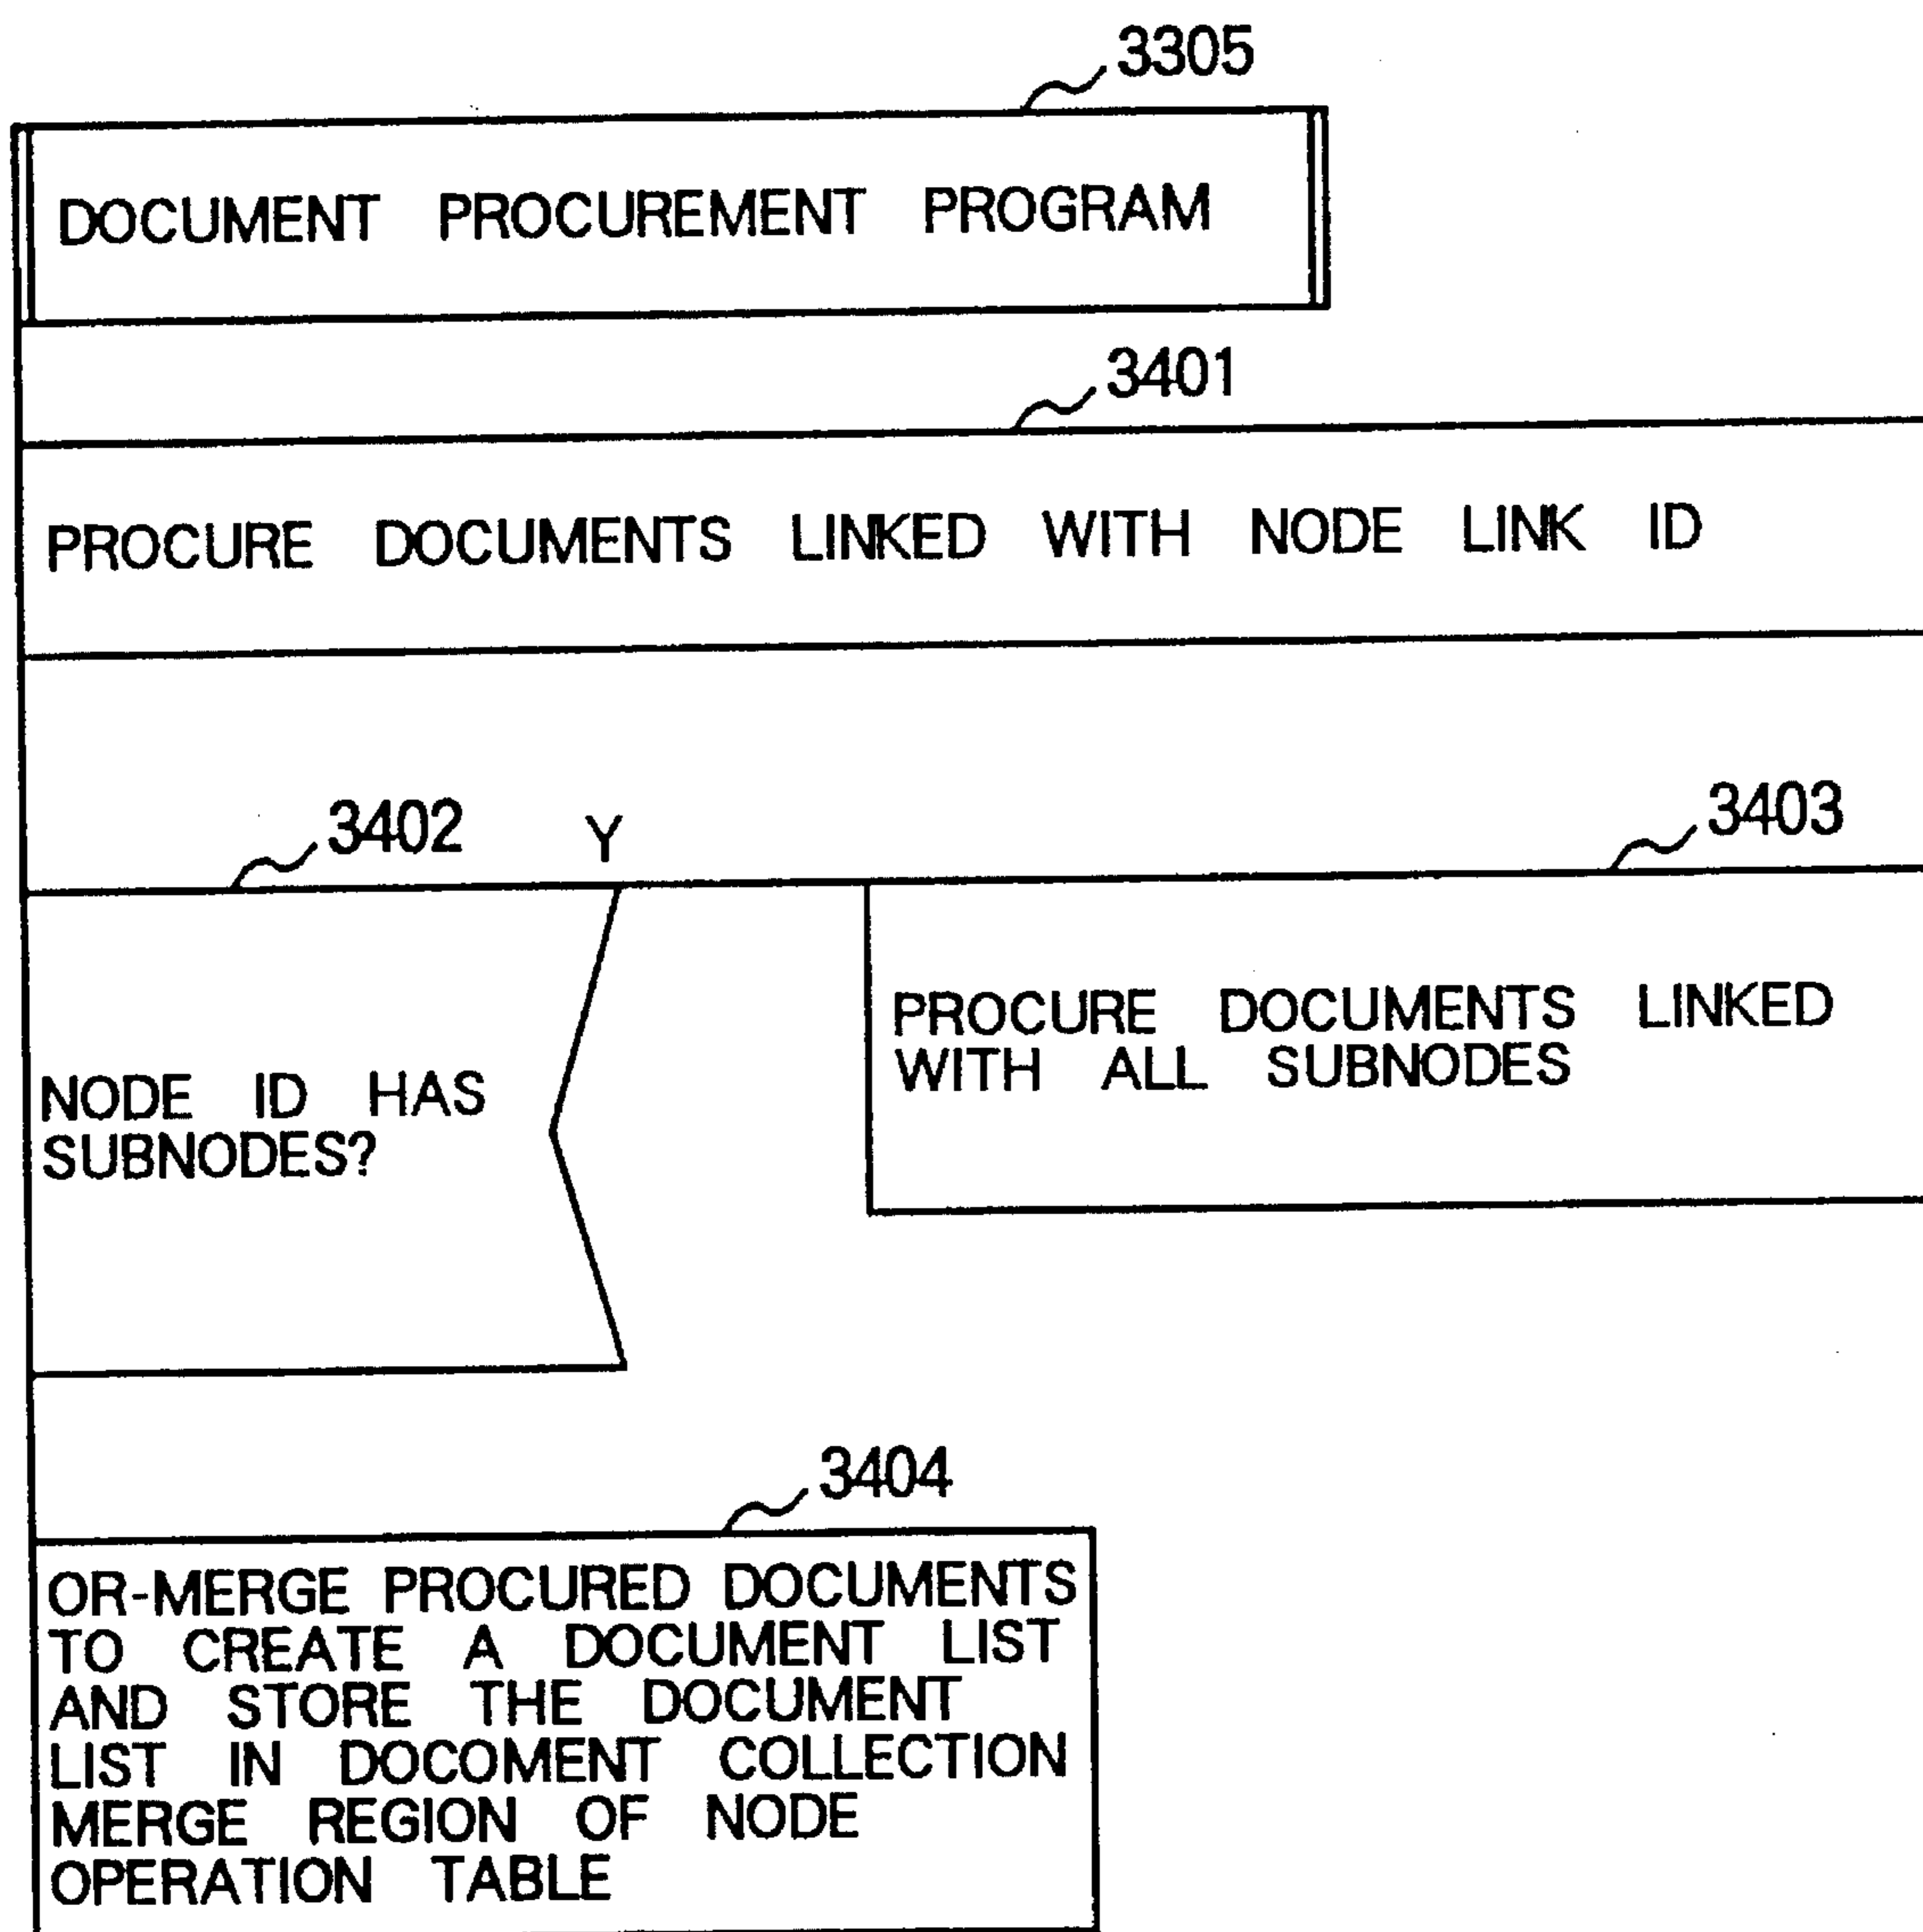 3305
DOCUMENT PROCUREMENT PROGRAM
3401
PROCURE DOCUMENTS LINKED WITH NODE LINK ID
3402
Y
3403
NODE ID HAS
SUBNODES?
PROCURE DOCUMENTS LINKED
WITH ALL SUBNODES
3404
OR-MERGE PROCURED DOCUMENTS
TO CREATE A DOCUMENT LIST
AND STORE THE DOCUMENT
LIST IN DOCOMENT COLLECTION
MERGE REGION OF NODE
OPERATION TABLE